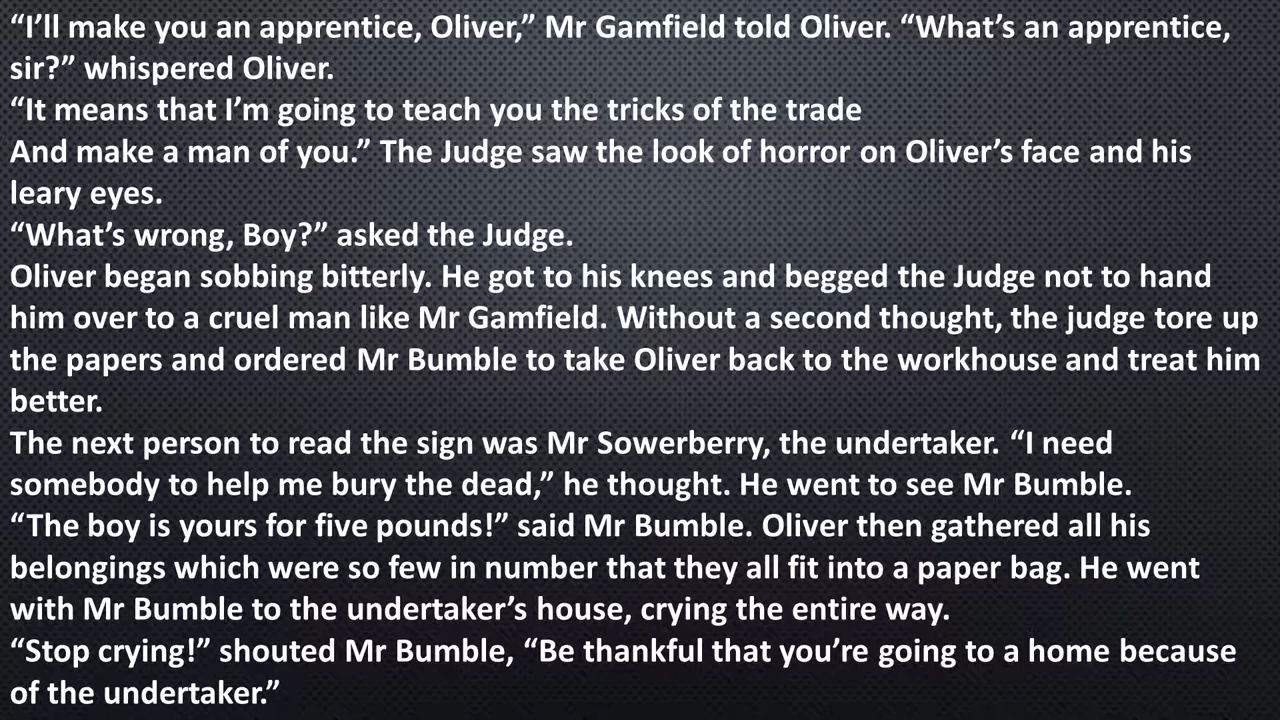 “I’ll make you an apprentice, Oliver,” Mr Gamfield told Oliver. “What’s an apprentice,
sir?” whispered Oliver.
“It means that I’m going to teach you the tricks of the trade
And make a man of you.” The Judge saw the look of horror on Oliver’s face and his
leary eyes.
“What’s wrong, Boy?” asked the Judge.
Oliver began sobbing bitterly. He got to his knees and begged the Judge not to hand
him over to a cruel man like Mr Gamfield. Without a second thought, the judge tore up
the papers and ordered Mr Bumble to take Oliver back to the workhouse and treat him
better.
The next person to read the sign was Mr Sowerberry, the undertaker. “I need
somebody to help me bury the dead,” he thought. He went to see Mr Bumble.
“The boy is yours for five pounds!” said Mr Bumble. Oliver then gathered all his
belongings which were so few in number that they all fit into a paper bag. He went
with Mr Bumble to the undertaker’s house, crying the entire way.
“Stop crying!” shouted Mr Bumble, “Be thankful that you’re going to a home because
of the undertaker.”